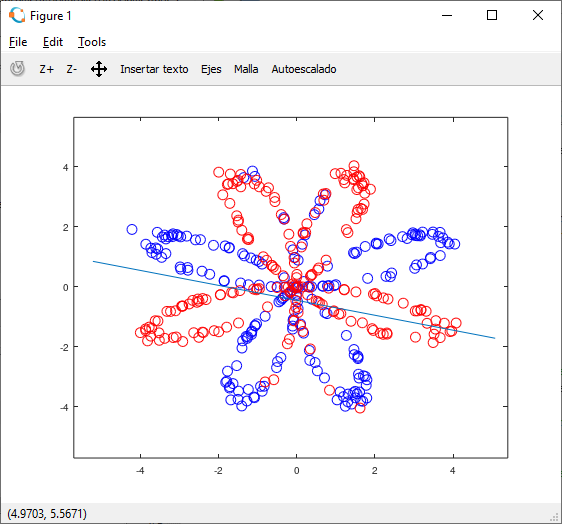 Figure 1
File Edit Tools
Z+ Z- Insertar texto Ejes Malla Autoescalado
4
2
0
-2
-4
-4 -2 0 2 4
(4.9703, 5.5671)